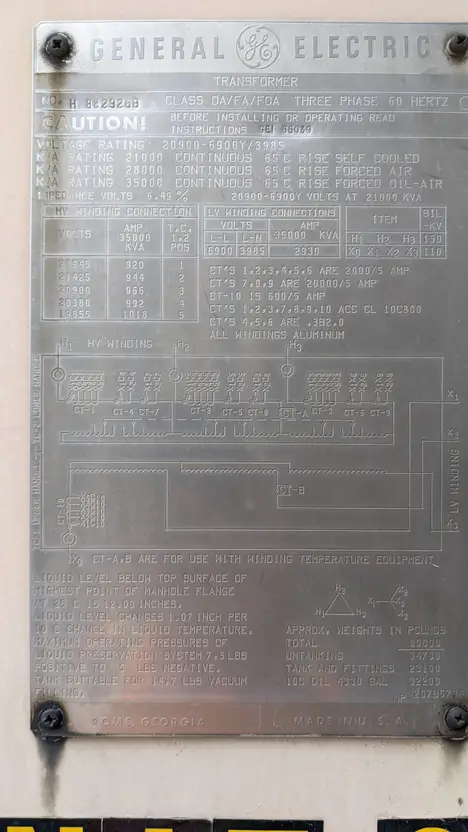 GENERAL ELECTRIC
TRANSFORMER
NO. CLASS OA/FA/FOA THREE PHASE 60 HERTZ
CAUTION! BEFORE INSTALLING OR OPERATING READ
INSTRUCTIONS GEI
VOLTAGE RATING 20900-6900Y/3985
KVA RATING 21000 CONTINUOUS 65 C RISE SELF COOLED
KVA RATING 28000 CONTINUOUS 65 C RISE FORCED AIR
KVA RATING 35000 CONTINUOUS 65 C RISE FORCED OIL-AIR
IMPEDANCE VOLTS 6.49 % 20900-6900Y VOLTS AT 21000 KVA
HV WINDING CONNECTION
VOLTS AMP 35000 KVA T.C. T.2 POS
21945 920 1
21425 944 2
20900 966 3
20380 992 4
19855 1018 5
LV WINDING CONNECTIONS
VOLTS AMP 35000 KVA
L-L L-N
6900 3985 2930
ITEM BIL -KV
H1 H2 H3 150
X0 X1 X2 X3 110
CT'S 1,2,3,4,5,6 ARE 2000/5 AMP
CT'S 7,8,9 ARE 20000/5 AMP
CT-10 IS 600/5 AMP
CT'S 1,2,3,7,8,9,10 ACC CL 10C800
CT'S 4,5,6 ARE .3B2.0
ALL WINDINGS ALUMINUM
H1 HV WINDING H2 H3
CT-1 CT-4 CT-7 CT-2 CT-5 CT-8 CT-A CT-3 CT-6 CT-9
CT-B
CT-10
LV WINDING
X0 CT-A,B ARE FOR USE WITH WINDING TEMPERATURE EQUIPMENT
LIQUID LEVEL BELOW TOP SURFACE OF
HIGHEST POINT OF MANHOLE FLANGE
AT 25 C IS 12.00 INCHES.
LIQUID LEVEL CHANGES 1.07 INCH PER
10 C CHANGE IN LIQUID TEMPERATURE.
MAXIMUM OPERATING PRESSURES OF
LIQUID PRESERVATION SYSTEM 7.5 LBS
POSITIVE TO LBS NEGATIVE.
TANK SUITABLE FOR 14.7 LBS VACUUM
FILLING.
H2
H1 H3
X1 X0
APPROX. WEIGHTS IN POUNDS
TOTAL
UNTANKING
TANK AND FITTINGS
10C OIL 4330 GAL
NP
ROME, GEORGIA MADE IN U.S.A.